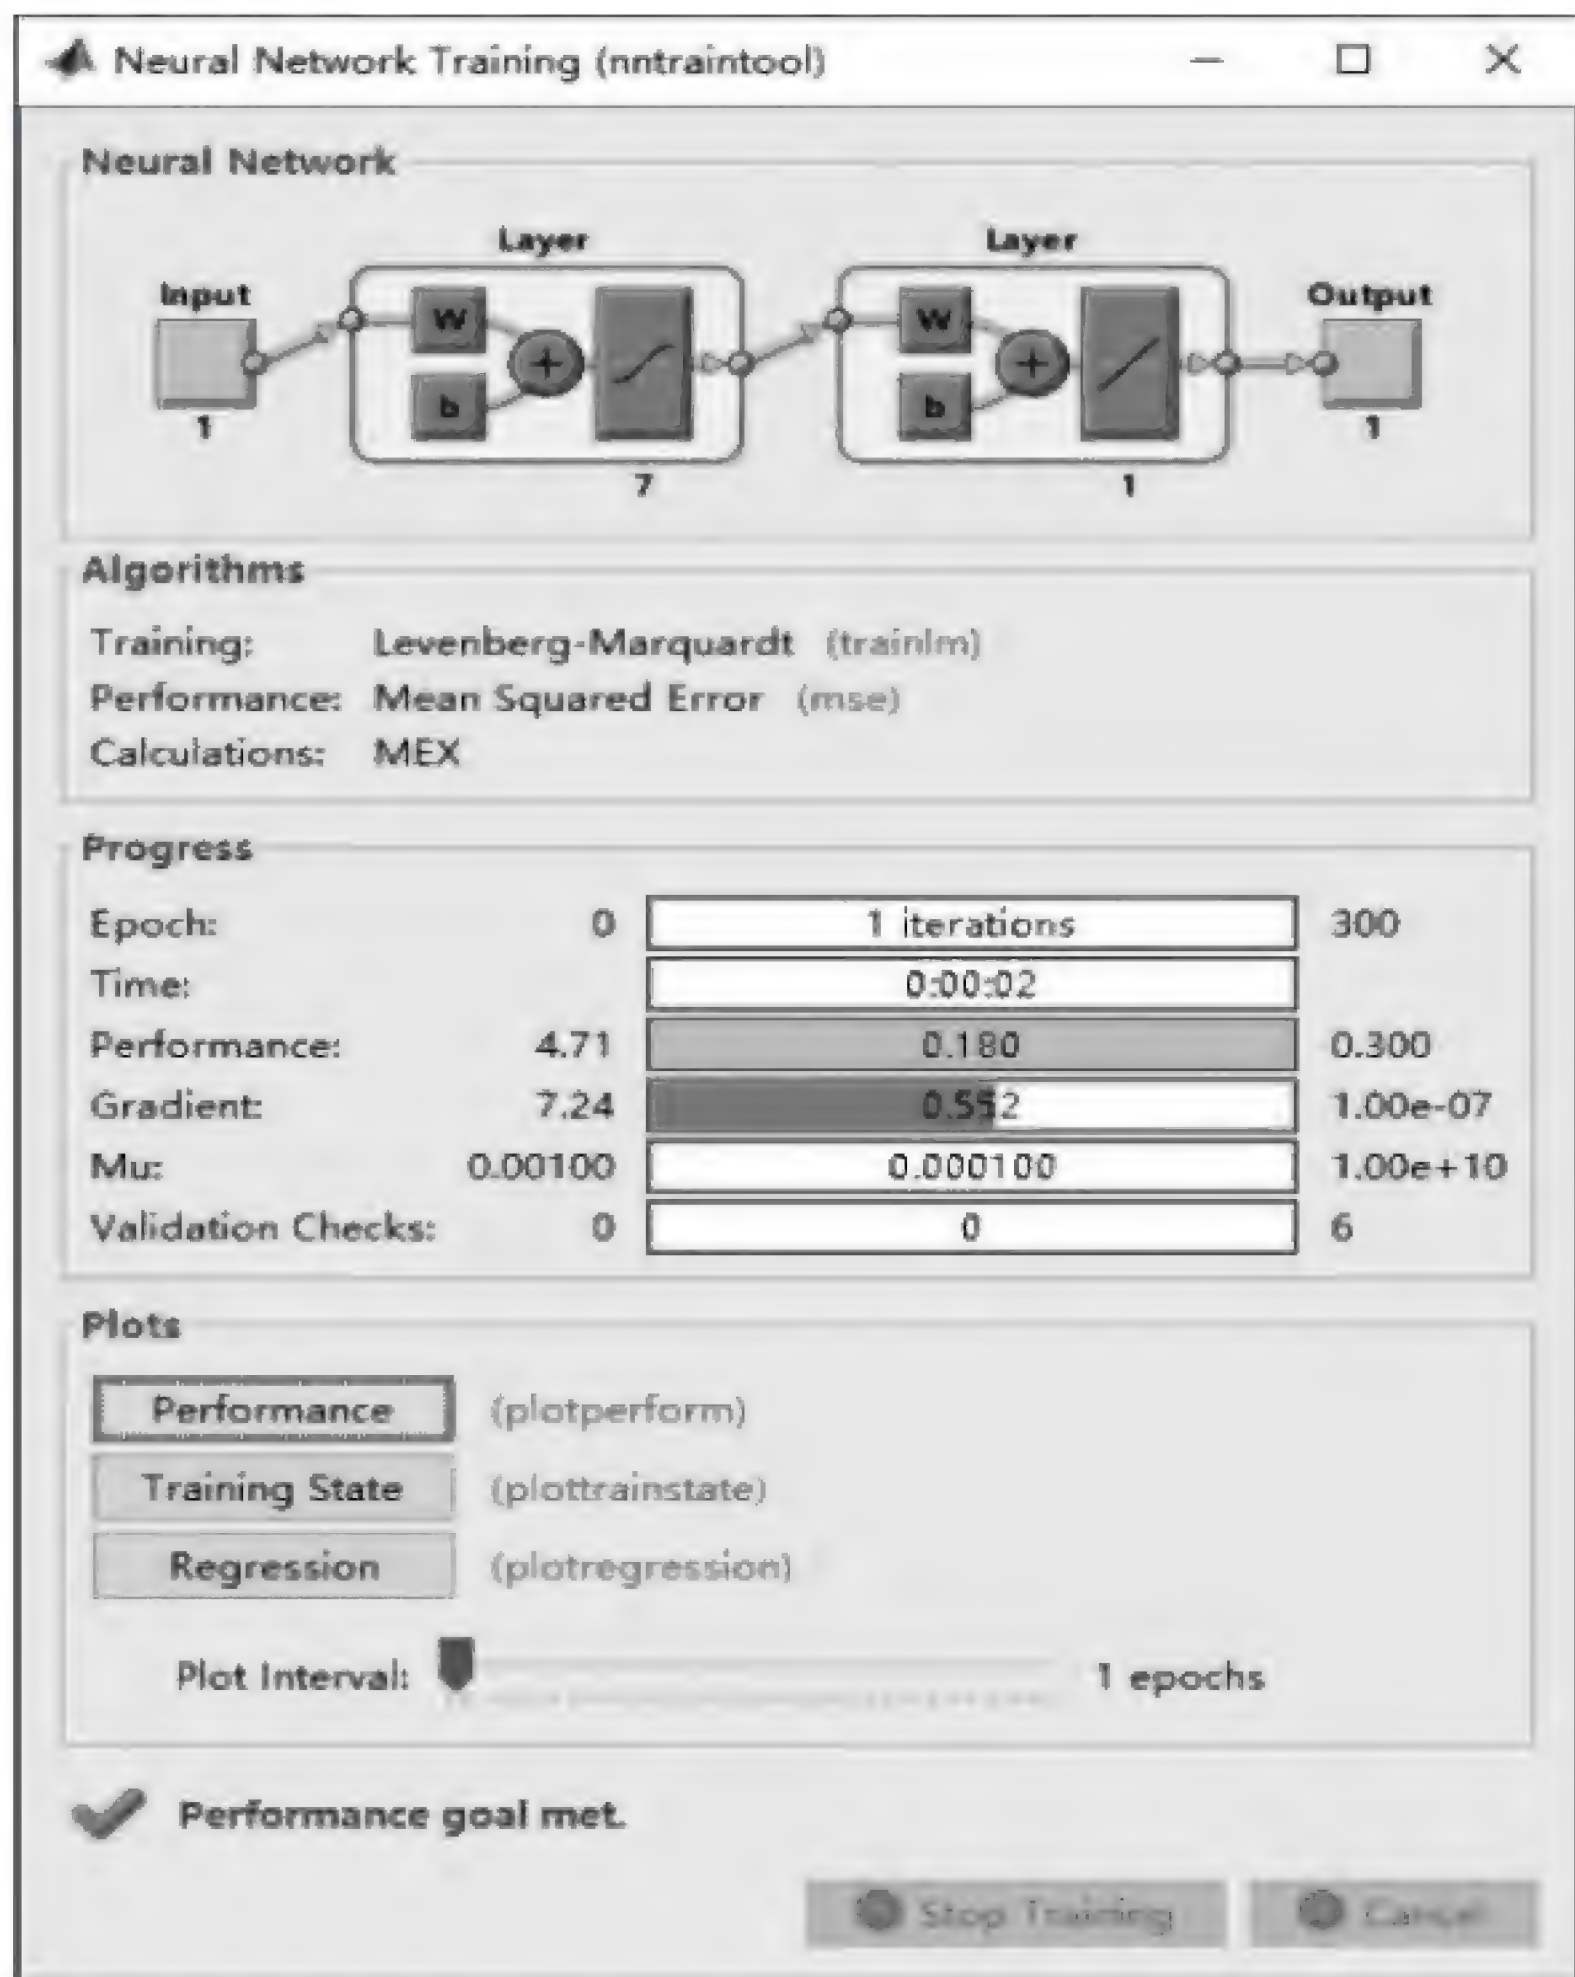 Neural Network Training (nntraintool)
Neural Network
Layer
Layer
Input
Output
W
W
b
b
1
1
7
1
Algorithms
Training: Levenberg-Marquardt (trainlm)
Performance: Mean Squared Error (mse)
Calculations: MEX
Progress
Epoch: 0 1 iterations 300
Time: 0:00:02
Performance: 4.71 0.180 0.300
Gradient: 7.24 0.552 1.00e-07
Mu: 0.00100 0.000100 1.00e+10
Validation Checks: 0 0 6
Plots
Performance (plotperform)
Training State (plottrainstate)
Regression (plotregression)
Plot Interval: 1 epochs
Performance goal met.
Stop Training Cancel